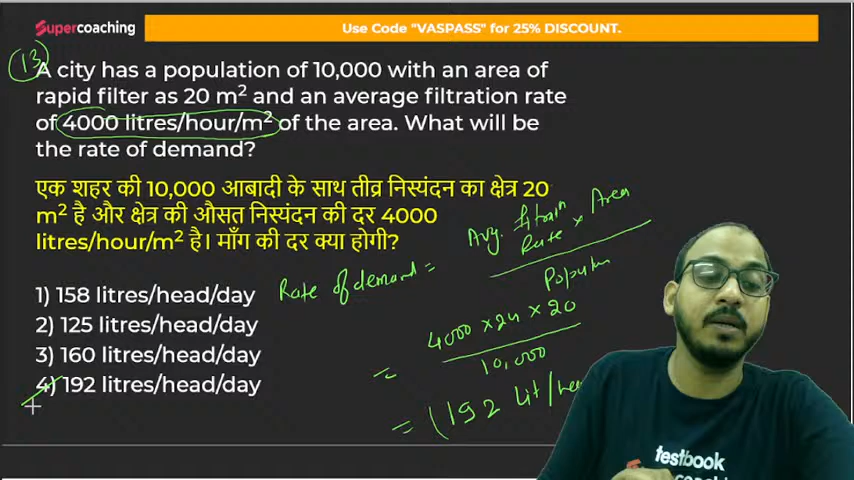 Supercoaching
Use Code "VASPASS" for 25% DISCOUNT.
13
A city has a population of 10,000 with an area of
rapid filter as 20 m² and an average filtration rate
of 4000 litres/hour/m² of the area. What will be
the rate of demand?
एक शहर की 10,000 आबादी के साथ तीव्र निस्यंदन का क्षेत्र 20
m² है और क्षेत्र की औसत निस्यंदन की दर 4000
litres/hour/m² है। माँग की दर क्या होगी?
1) 158 litres/head/day
2) 125 litres/head/day
3) 160 litres/head/day
4) 192 litres/head/day
Rate of demand =
Avg.
Rate × Area
= 4000 × 24 × 20
10,000
= (192 lit/hea
testbook
coaching